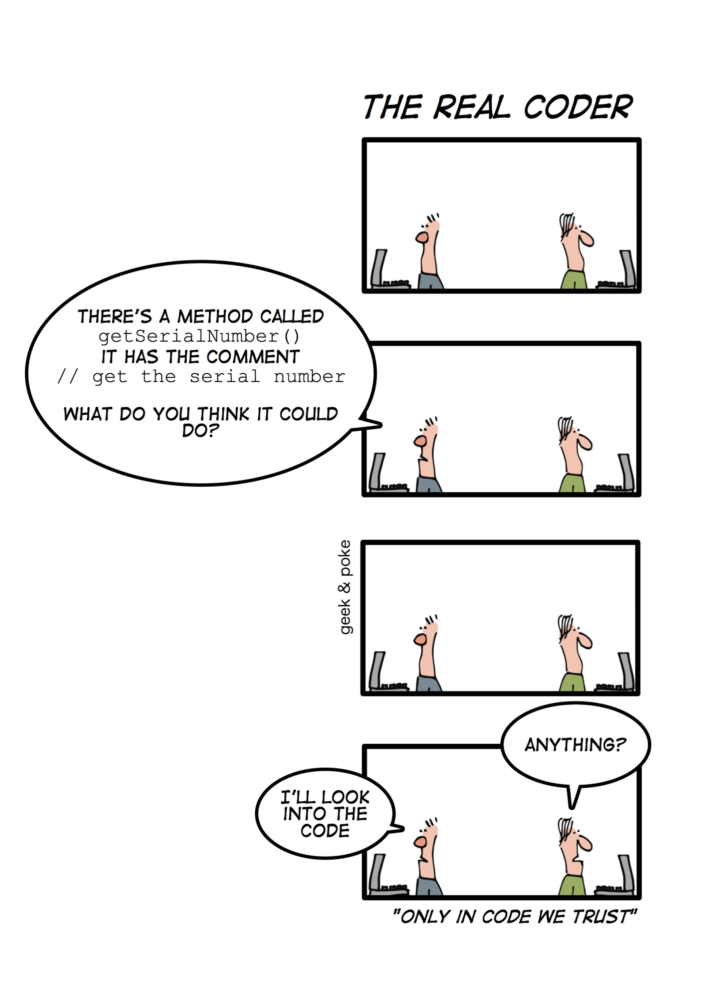 THE REAL CODER
THERE'S A METHOD CALLED
getSerialNumber()
IT HAS THE COMMENT
// get the serial number
WHAT DO YOU THINK IT COULD
DO?
geek & poke
ANYTHING?
I'LL LOOK
INTO THE
CODE
"ONLY IN CODE WE TRUST"